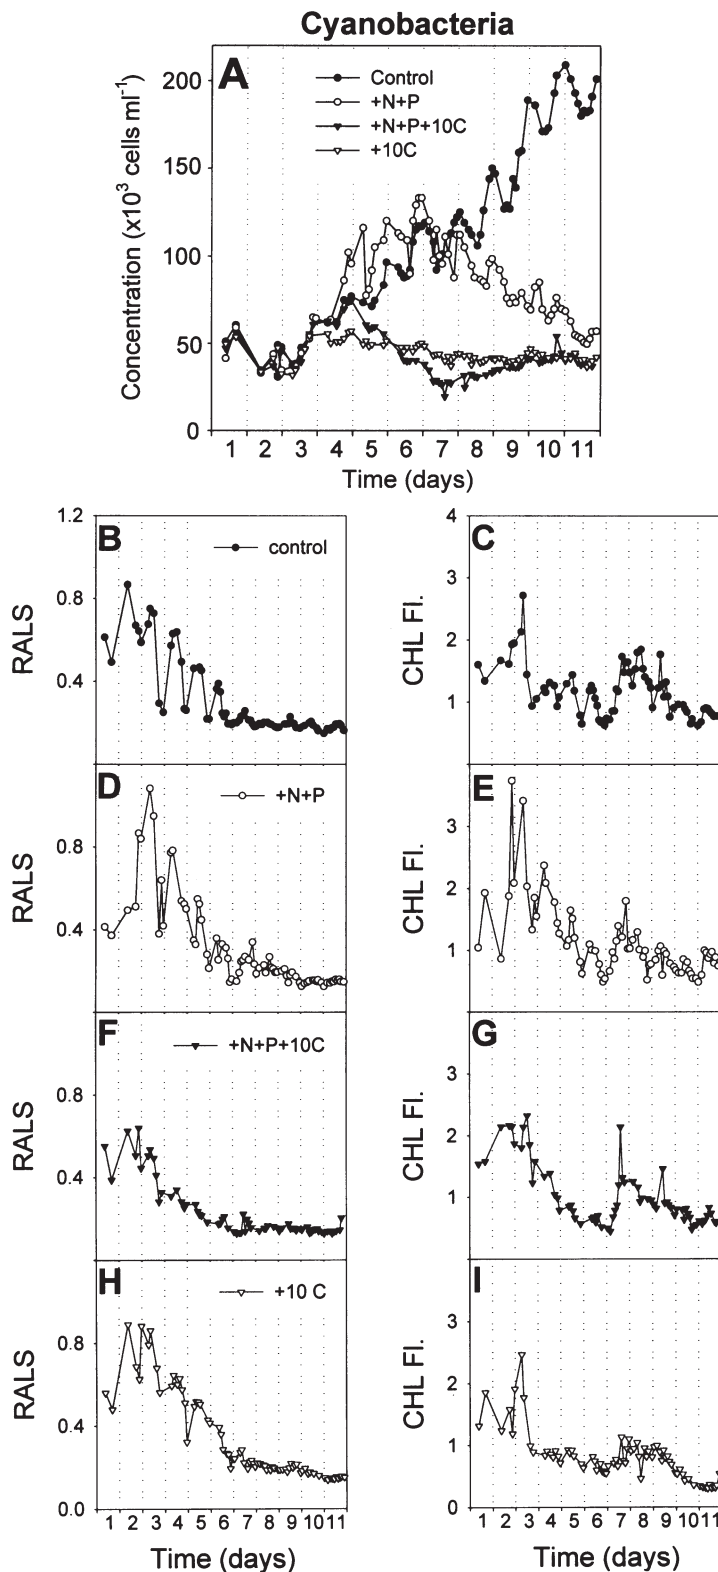 Cyanobacteria
A
Control
+N+P
+N+P+10C
+10C
Concentration (x10³ cells ml⁻¹)
200
150
100
50
0
1 2 3 4 5 6 7 8 9 10 11
Time (days)
B
control
RALS
1.2
0.8
0.4
C
CHL Fl.
4
3
2
1
D
+N+P
RALS
0.8
0.4
E
CHL Fl.
3
2
1
F
+N+P+10C
RALS
0.8
0.4
G
CHL Fl.
3
2
1
H
+10 C
RALS
0.8
0.4
0.0
1 2 3 4 5 6 7 8 9 10 11
Time (days)
I
CHL Fl.
3
2
1
0
1 2 3 4 5 6 7 8 9 10 11
Time (days)